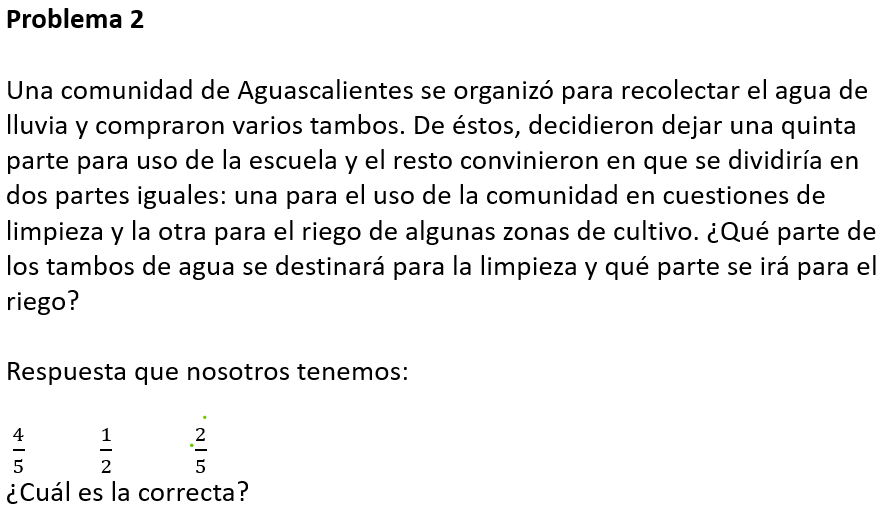 Problema 2
Una comunidad de Aguascalientes se organizó para recolectar el agua de
lluvia y compraron varios tambos. De éstos, decidieron dejar una quinta
parte para uso de la escuela y el resto convinieron en que se dividiría en
dos partes iguales: una para el uso de la comunidad en cuestiones de
limpieza y la otra para el riego de algunas zonas de cultivo. ¿Qué parte de
los tambos de agua se destinará para la limpieza y qué parte se irá para el
riego?
Respuesta que nosotros tenemos:
4/5 1/2 2/5
¿Cuál es la correcta?